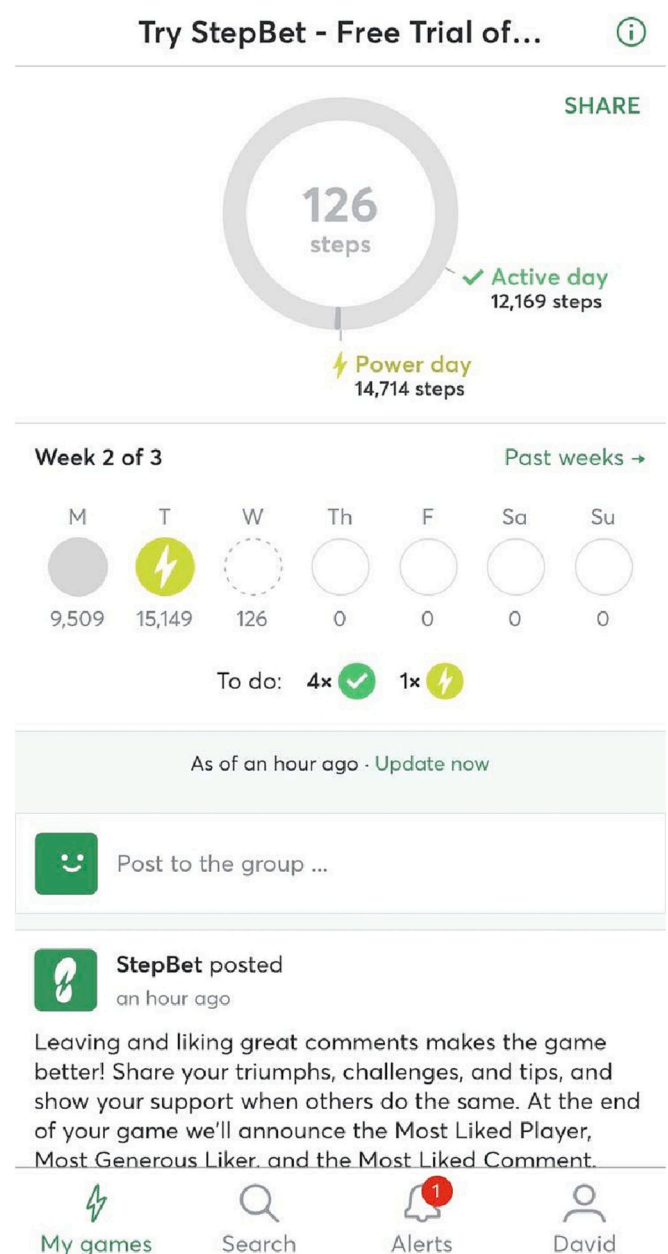 Try StepBet - Free Trial of...
SHARE
126
steps
Active day
12,169 steps
Power day
14,714 steps
Week 2 of 3
Past weeks →
M T W Th F Sa Su
9,509 15,149 126 0 0 0 0
To do: 4x 1x
As of an hour ago · Update now
Post to the group ...
StepBet posted
an hour ago
Leaving and liking great comments makes the game
better! Share your triumphs, challenges, and tips, and
show your support when others do the same. At the end
of your game we'll announce the Most Liked Player,
Most Generous Liker, and the Most Liked Comment.
1
My games Search Alerts David